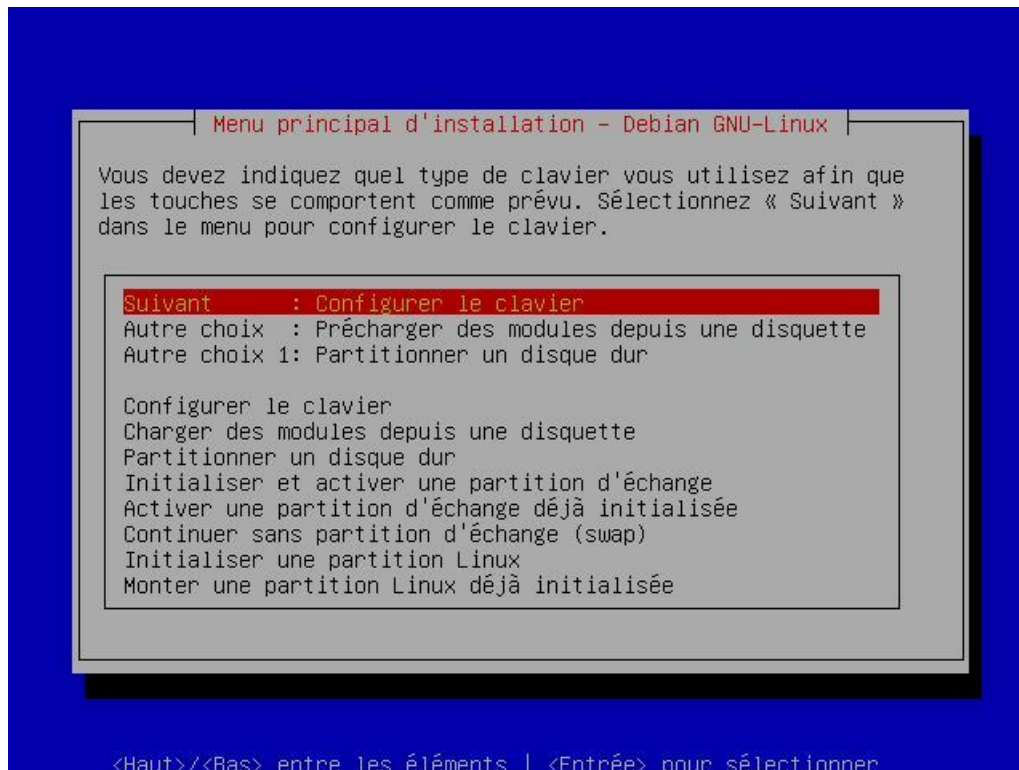 Menu principal d'installation - Debian GNU-Linux
Vous devez indiquez quel type de clavier vous utilisez afin que
les touches se comportent comme prévu. Sélectionnez « Suivant »
dans le menu pour configurer le clavier.
Suivant : Configurer le clavier
Autre choix : Précharger des modules depuis une disquette
Autre choix 1: Partitionner un disque dur
Configurer le clavier
Charger des modules depuis une disquette
Partitionner un disque dur
Initialiser et activer une partition d'échange
Activer une partition d'échange déjà initialisée
Continuer sans partition d'échange (swap)
Initialiser une partition Linux
Monter une partition Linux déjà initialisée
<Haut>/<Bas> entre les éléments | <Entrée> pour sélectionner